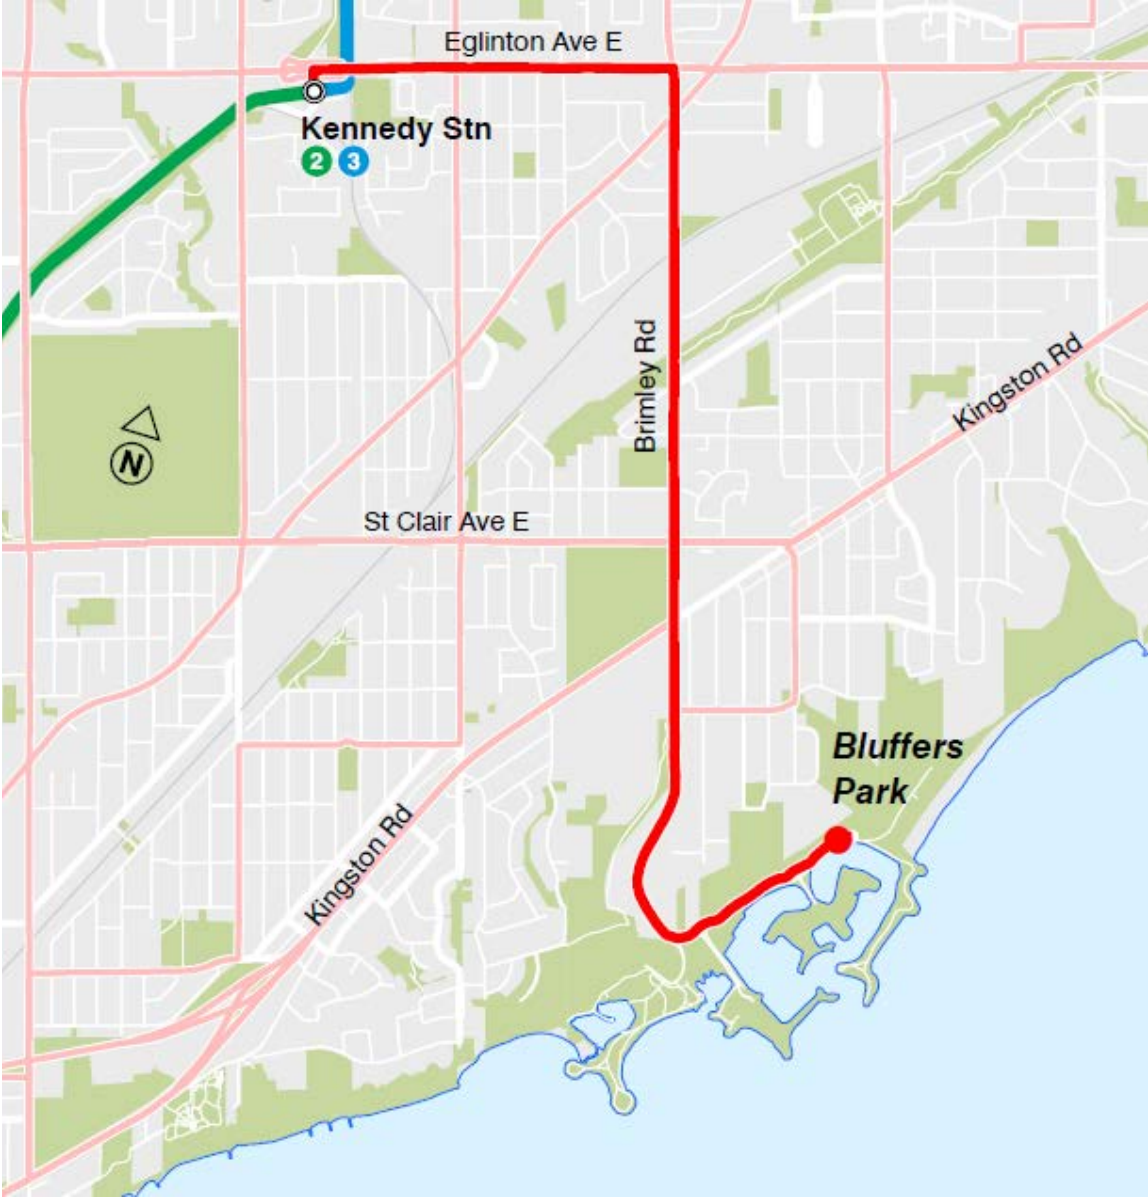 Eglinton Ave E
Kennedy Stn
2 3
Brimley Rd
Kingston Rd
N
St Clair Ave E
Bluffers
Park
Kingston Rd